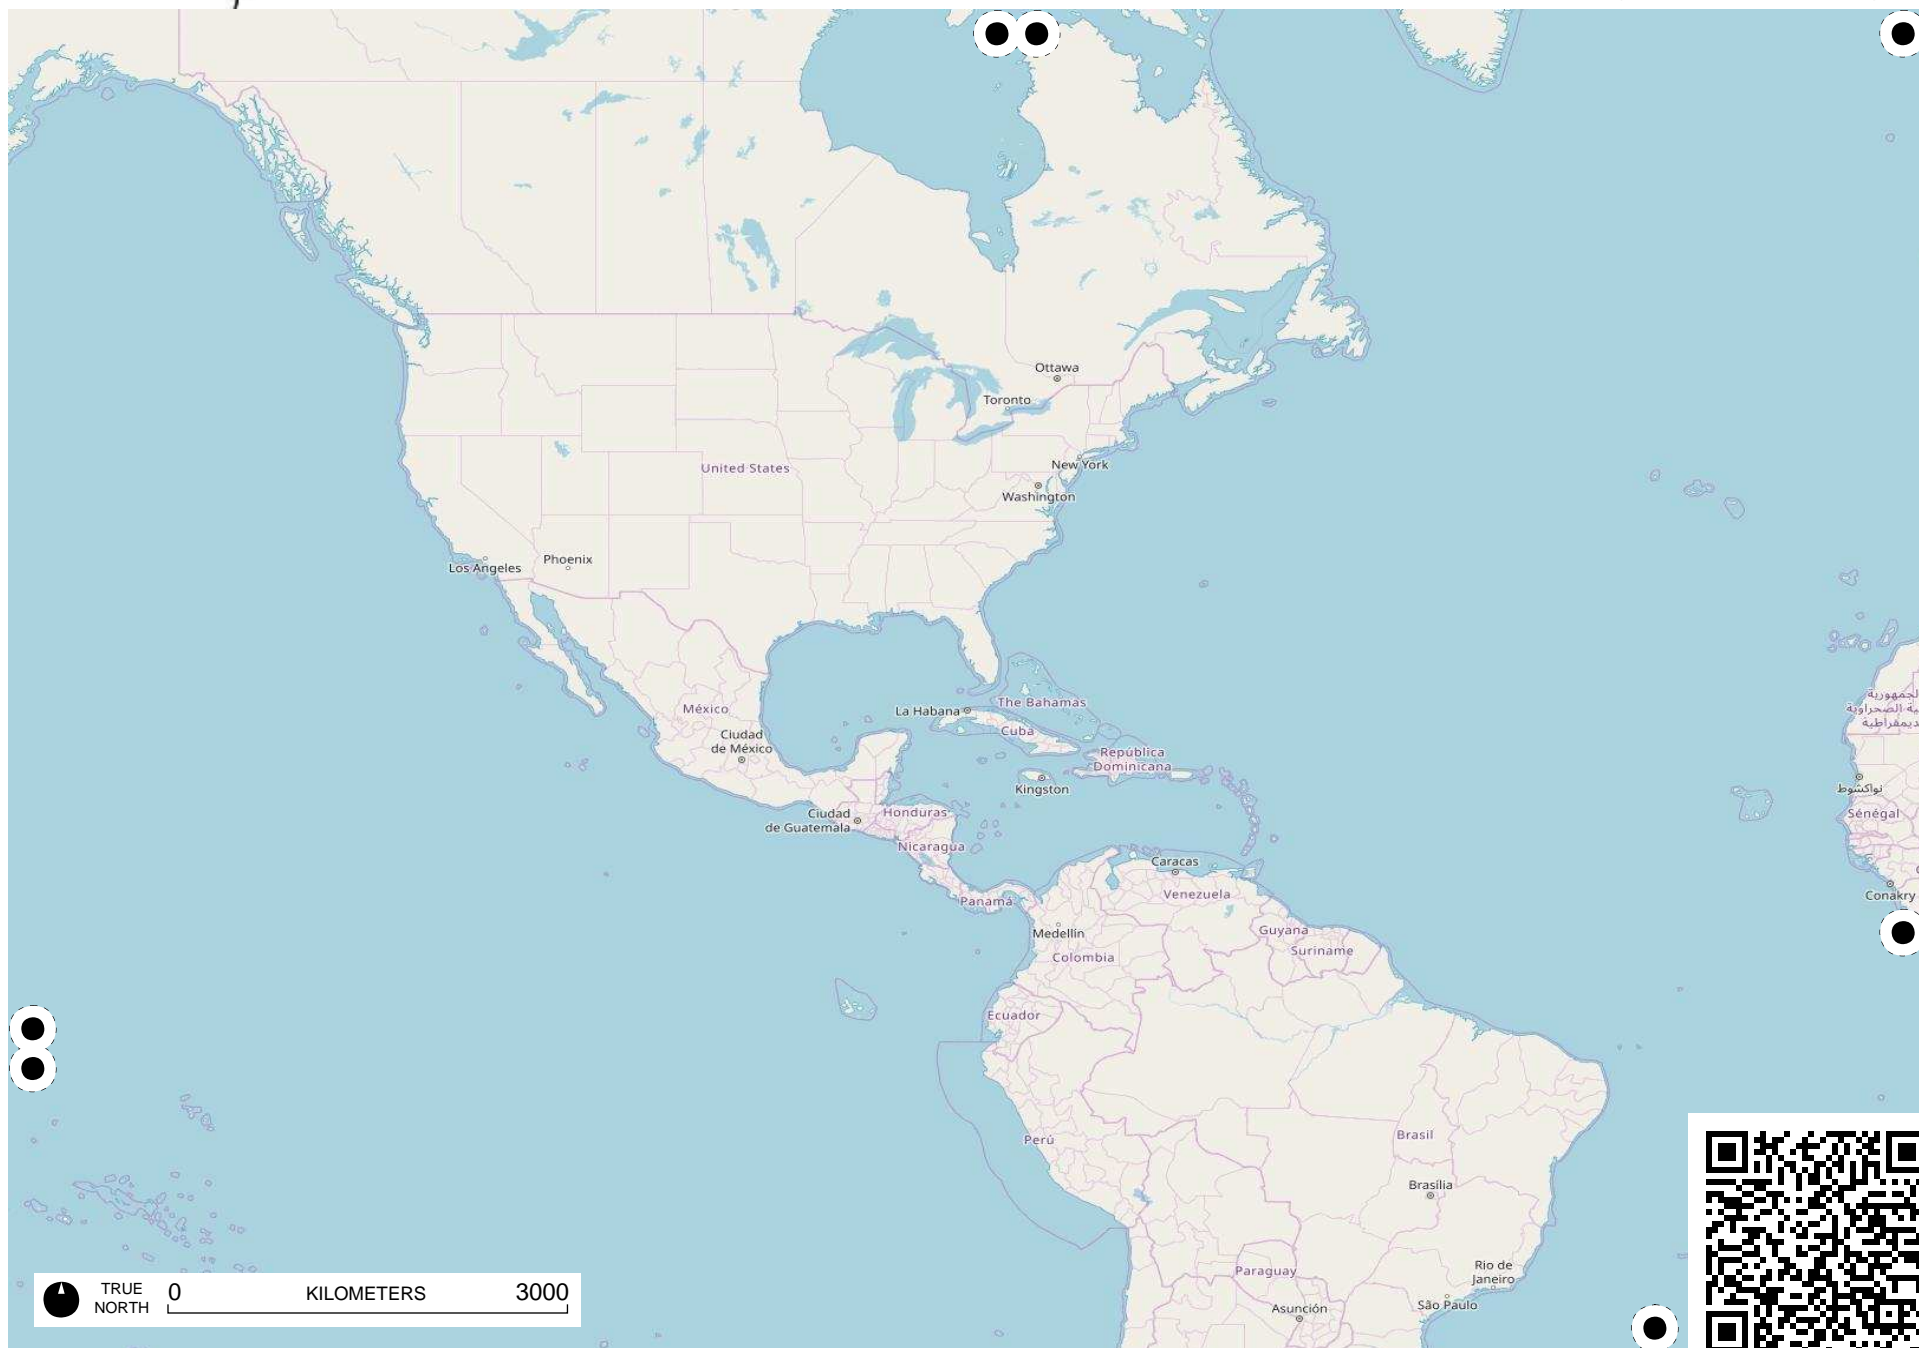 Ottawa
Toronto
New York
United States
Washington
Los Angeles
Phoenix
México
Ciudad
de México
La Habana
The Bahamas
Cuba
República
Dominicana
Kingston
Ciudad
de Guatemala
Honduras
Nicaragua
Panamá
Caracas
Venezuela
Medellín
Colombia
Guyana
Suriname
Ecuador
Perú
Brasil
Brasília
Paraguay
Asunción
Rio de
Janeiro
São Paulo
نواكشوط
Sénégal
Conakry
TRUE
NORTH
0 KILOMETERS 3000